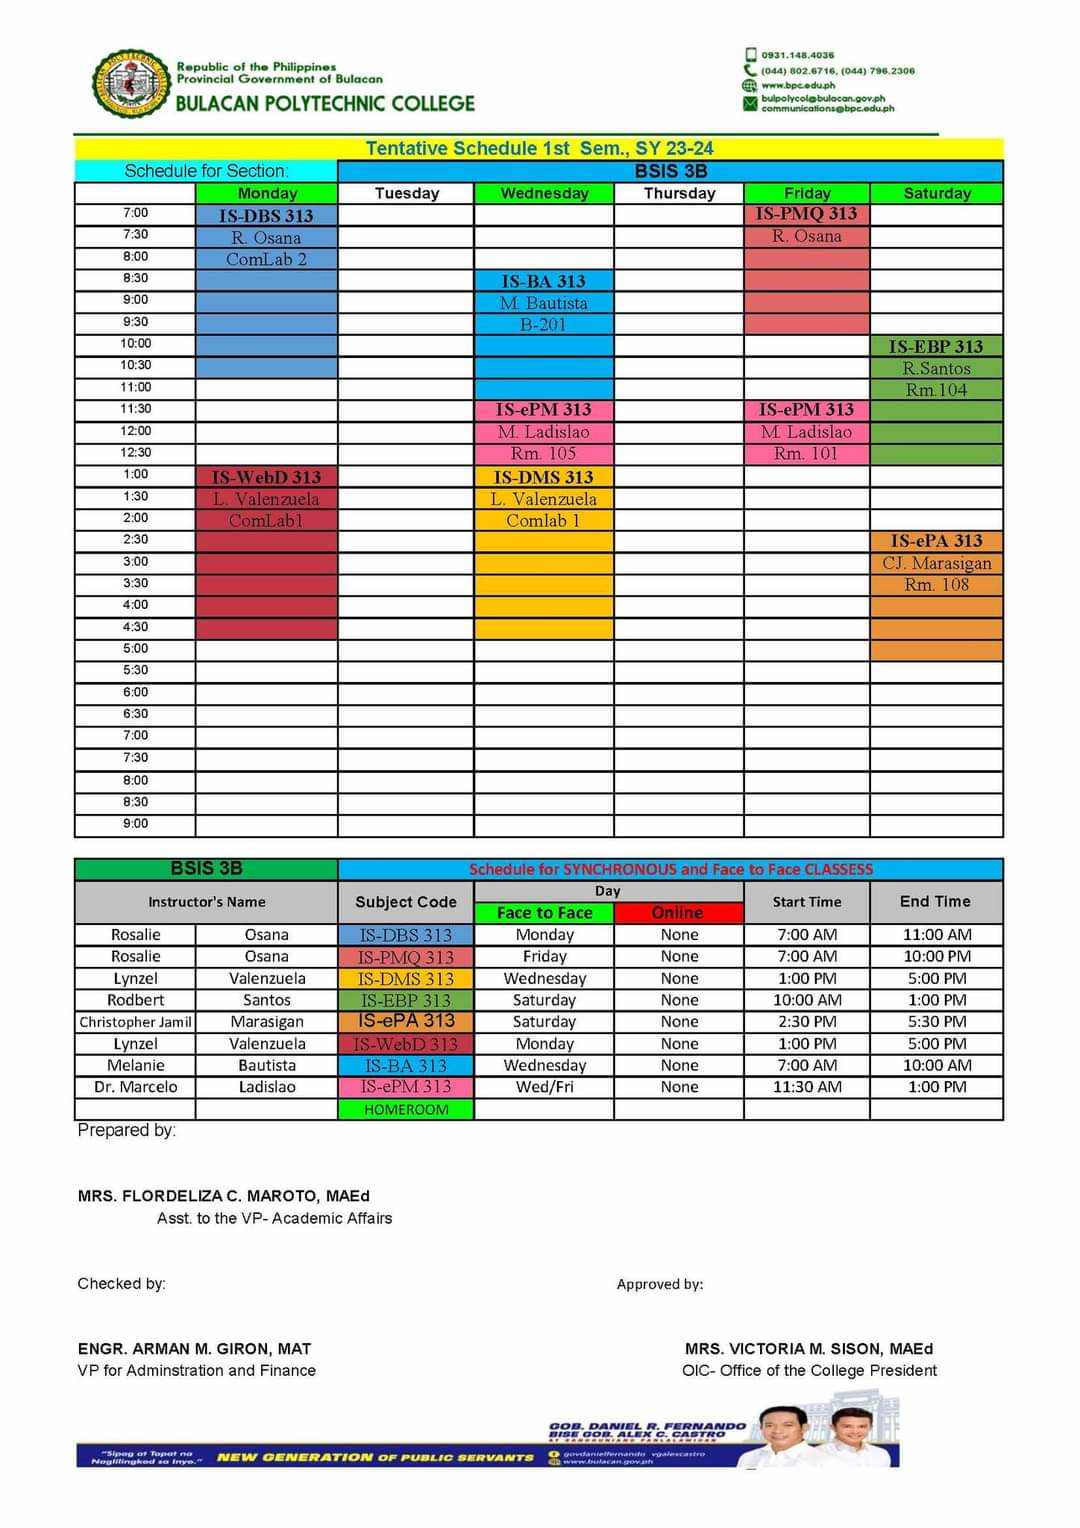 Republic of the Philippines
Provincial Government of Bulacan
BULACAN POLYTECHNIC COLLEGE
0931.148.4036
(044) 802.6716, (044) 796.2306
www.bpc.edu.ph
bulpolycol@bulacan.gov.ph
communications@bpc.edu.ph
Tentative Schedule 1st Sem., SY 23-24
Schedule for Section: BSIS 3B
Monday Tuesday Wednesday Thursday Friday Saturday
7:00 IS-DBS 313 IS-PMQ 313
7:30 R. Osana R. Osana
8:00 ComLab 2
8:30 IS-BA 313
9:00 M. Bautista
9:30 B-201
10:00 IS-EBP 313
10:30 R.Santos
11:00 Rm.104
11:30 IS-ePM 313 IS-ePM 313
12:00 M. Ladislao M. Ladislao
12:30 Rm. 105 Rm. 101
1:00 IS-WebD 313 IS-DMS 313
1:30 L. Valenzuela L. Valenzuela
2:00 ComLab1 Comlab 1
2:30 IS-ePA 313
3:00 CJ. Marasigan
3:30 Rm. 108
4:00
4:30
5:00
5:30
6:00
6:30
7:00
7:30
8:00
8:30
9:00
BSIS 3B Schedule for SYNCHRONOUS and Face to Face CLASSESS
Instructor's Name Subject Code Day Start Time End Time
Face to Face Online
Rosalie Osana IS-DBS 313 Monday None 7:00 AM 11:00 AM
Rosalie Osana IS-PMQ 313 Friday None 7:00 AM 10:00 PM
Lynzel Valenzuela IS-DMS 313 Wednesday None 1:00 PM 5:00 PM
Rodbert Santos IS-EBP 313 Saturday None 10:00 AM 1:00 PM
Christopher Jamil Marasigan IS-ePA 313 Saturday None 2:30 PM 5:30 PM
Lynzel Valenzuela IS-WebD 313 Monday None 1:00 PM 5:00 PM
Melanie Bautista IS-BA 313 Wednesday None 7:00 AM 10:00 AM
Dr. Marcelo Ladislao IS-ePM 313 Wed/Fri None 11:30 AM 1:00 PM
HOMEROOM
Prepared by:
MRS. FLORDELIZA C. MAROTO, MAEd
Asst. to the VP- Academic Affairs
Checked by: Approved by:
ENGR. ARMAN M. GIRON, MAT MRS. VICTORIA M. SISON, MAEd
VP for Adminstration and Finance OIC- Office of the College President
GOB. DANIEL R. FERNANDO
BISE GOB. ALEX C. CASTRO
AT SANGGUNIANG PANLALAWIGAN
"Sipag at Tapat na
Naglilingkod sa Inyo."
NEW GENERATION OF PUBLIC SERVANTS
govdanielfernando vgalexcastro
www.bulacan.gov.ph